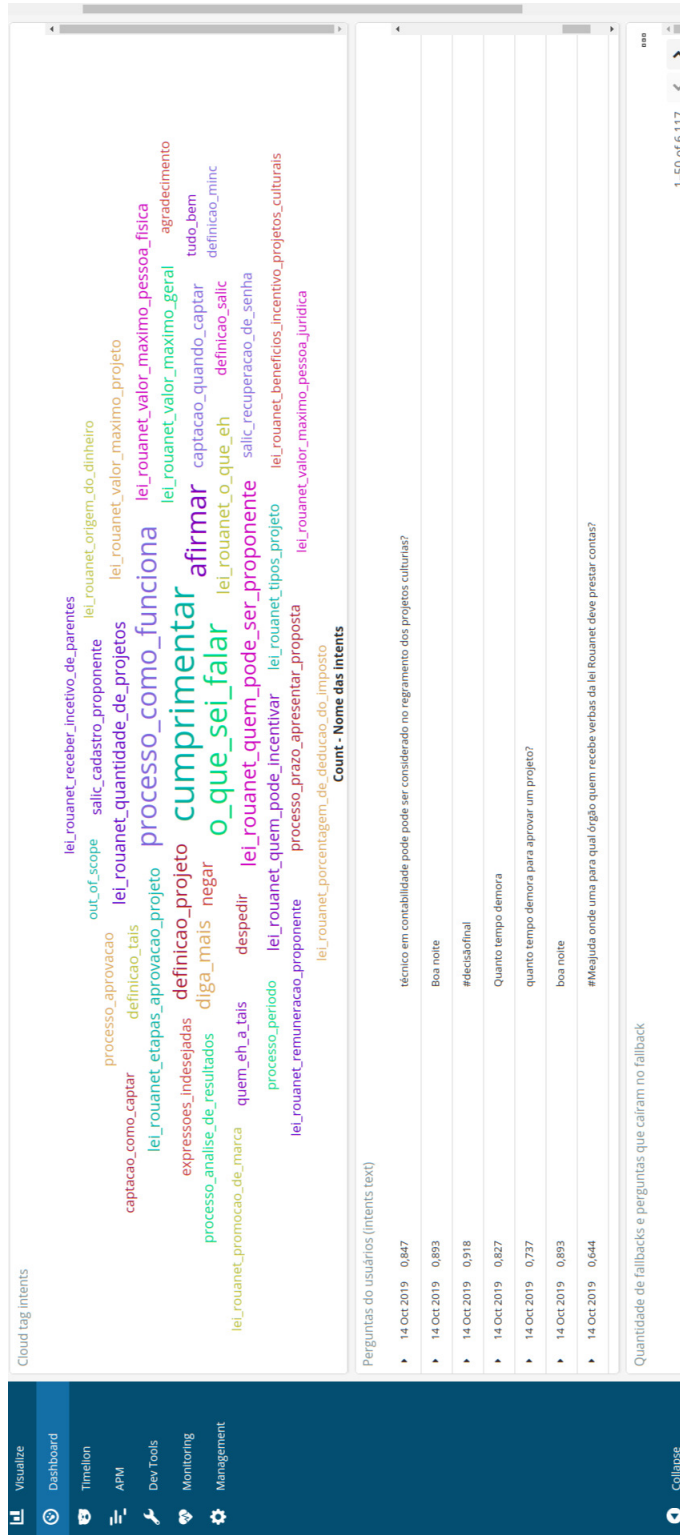 Visualize
Dashboard
Timelion
APM
Dev Tools
Monitoring
Management
Collapse
Cloud tag intents
lei_rouanet_receber_incetivo_de_parentes
out_of_scope salic_cadastro_proponente lei_rouanet_origem_do_dinheiro
processo_aprovacao lei_rouanet_quantidade_de_projetos lei_rouanet_valor_maximo_projeto
captacao_como_captar definicao_tais processo_como_funciona lei_rouanet_valor_maximo_pessoa_fisica
lei_rouanet_etapas_aprovacao_projeto cumprimentar lei_rouanet_valor_maximo_geral agradecimento
expressoes_indesejadas definicao_projeto afirmar captacao_quando_captar tudo_bem
processo_analise_de_resultados diga_mais negar o_que_sei_falar lei_rouanet_o_que_eh definicao_salic definicao_minc
lei_rouanet_promocao_de_marca quem_eh_a_tais despedir lei_rouanet_quem_pode_ser_proponente salic_recuperacao_de_senha
processo_periodo lei_rouanet_quem_pode_incentivar lei_rouanet_tipos_projeto lei_rouanet_beneficios_incentivo_projetos_culturais
lei_rouanet_remuneracao_proponente processo_prazo_apresentar_proposta lei_rouanet_valor_maximo_pessoa_juridica
lei_rouanet_porcentagem_de_deducao_do_imposto
Count - Nome das Intents
Perguntas do usuários (intents text)
14 Oct 2019 0,847 técnico em contabilidade pode pode ser considerado no regramento dos projetos culturias?
14 Oct 2019 0,893 Boa noite
14 Oct 2019 0,918 #decisãofinal
14 Oct 2019 0,827 Quanto tempo demora
14 Oct 2019 0,737 quanto tempo demora para aprovar um projeto?
14 Oct 2019 0,893 boa noite
14 Oct 2019 0,644 #Meajuda onde uma para qual órgão quem recebe verbas da lei Rouanet deve prestar contas?
Quantidade de fallbacks e perguntas que caíram no fallback
1–50 of 6,117